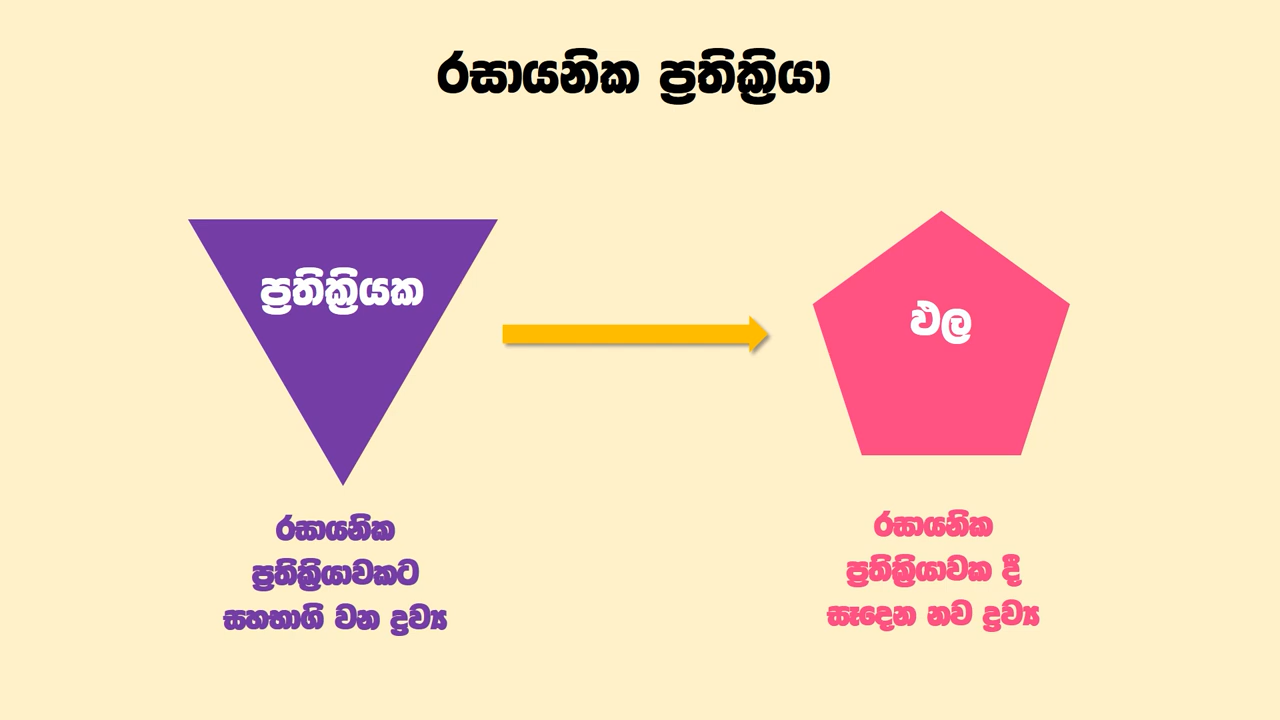 රසායනික ප්‍රතික්‍රියා
ප්‍රතික්‍රියක
ඵල
රසායනික
ප්‍රතික්‍රියාවකට
සහභාගි වන ද්‍රව්‍ය
රසායනික
ප්‍රතික්‍රියාවක දී
සෑදෙන නව ද්‍රව්‍ය